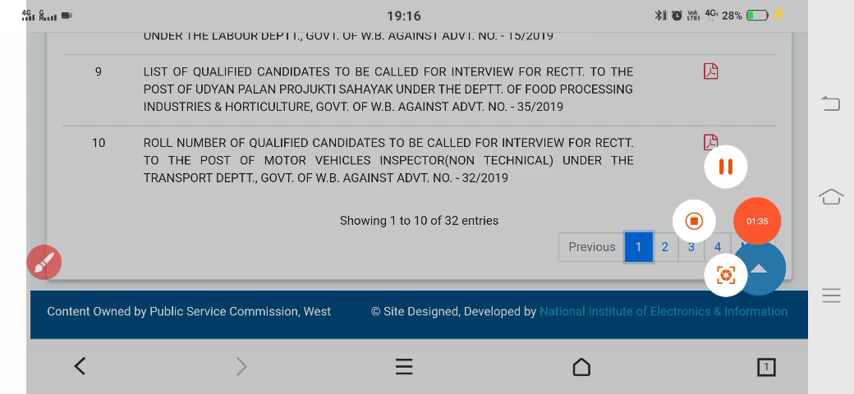 4G
19:16
4G
28%
UNDER THE LABOUR DEPTT., GOVT. OF W.B. AGAINST ADVT. NO. - 15/2019
9 LIST OF QUALIFIED CANDIDATES TO BE CALLED FOR INTERVIEW FOR RECTT. TO THE
POST OF UDYAN PALAN PROJUKTI SAHAYAK UNDER THE DEPTT. OF FOOD PROCESSING
INDUSTRIES & HORTICULTURE, GOVT. OF W.B. AGAINST ADVT. NO. - 35/2019
10 ROLL NUMBER OF QUALIFIED CANDIDATES TO BE CALLED FOR INTERVIEW FOR RECTT.
TO THE POST OF MOTOR VEHICLES INSPECTOR(NON TECHNICAL) UNDER THE
TRANSPORT DEPTT., GOVT. OF W.B. AGAINST ADVT. NO. - 32/2019
01:35
Showing 1 to 10 of 32 entries
Previous 1 2 3 4
Content Owned by Public Service Commission, West
© Site Designed, Developed by National Institute of Electronics & Information
1